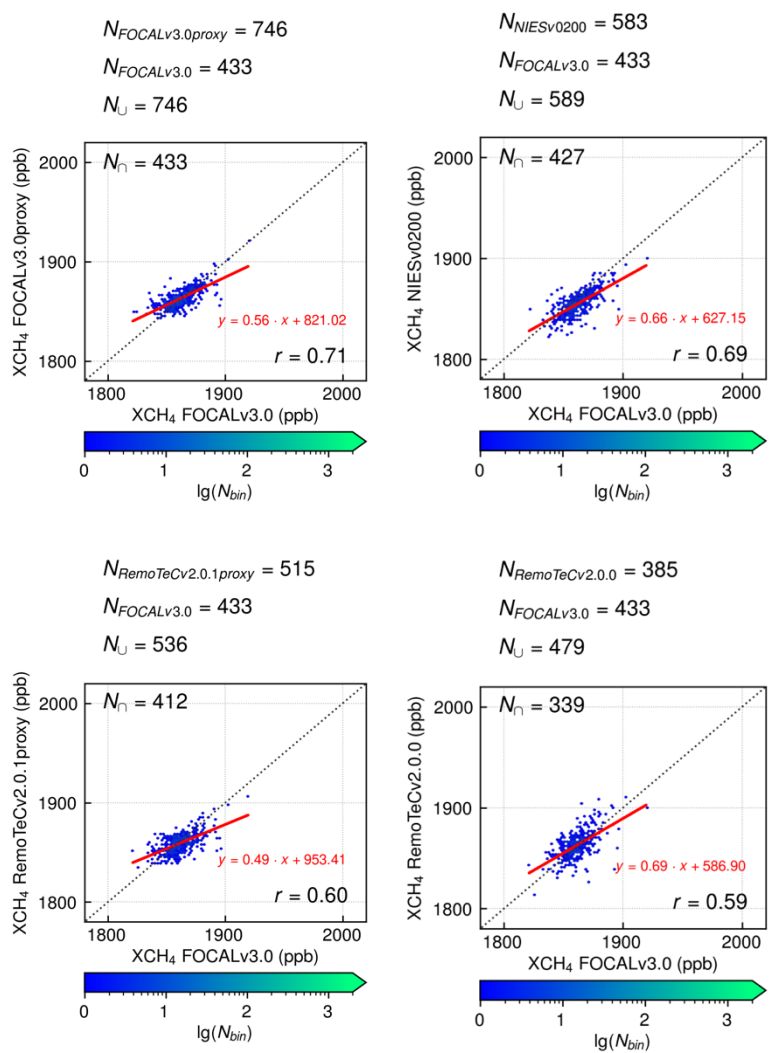 N_FOCALv3.0proxy = 746
N_FOCALv3.0 = 433
N_∪ = 746
N_∩ = 433
XCH₄ FOCALv3.0proxy (ppb)
2000
1900
1800
y = 0.56 · x + 821.02
r = 0.71
1800 1900 2000
XCH₄ FOCALv3.0 (ppb)
0 1 2 3
lg(N_bin)
N_NIESv0200 = 583
N_FOCALv3.0 = 433
N_∪ = 589
N_∩ = 427
XCH₄ NIESv0200 (ppb)
2000
1900
1800
y = 0.66 · x + 627.15
r = 0.69
1800 1900 2000
XCH₄ FOCALv3.0 (ppb)
0 1 2 3
lg(N_bin)
N_RemoTeCv2.0.1proxy = 515
N_FOCALv3.0 = 433
N_∪ = 536
N_∩ = 412
XCH₄ RemoTeCv2.0.1proxy (ppb)
2000
1900
1800
y = 0.49 · x + 953.41
r = 0.60
1800 1900 2000
XCH₄ FOCALv3.0 (ppb)
0 1 2 3
lg(N_bin)
N_RemoTeCv2.0.0 = 385
N_FOCALv3.0 = 433
N_∪ = 479
N_∩ = 339
XCH₄ RemoTeCv2.0.0 (ppb)
2000
1900
1800
y = 0.69 · x + 586.90
r = 0.59
1800 1900 2000
XCH₄ FOCALv3.0 (ppb)
0 1 2 3
lg(N_bin)